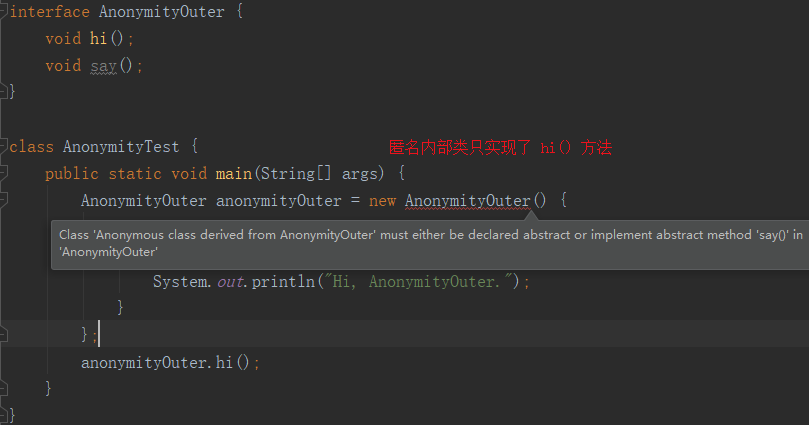 interface AnonymityOuter {
void hi();
void say();
}
class AnonymityTest {
匿名内部类只实现了 hi() 方法
public static void main(String[] args) {
AnonymityOuter anonymityOuter = new AnonymityOuter() {
Class 'Anonymous class derived from AnonymityOuter' must either be declared abstract or implement abstract method 'say()' in
'AnonymityOuter'
System.out.println("Hi, AnonymityOuter.");
}
};
anonymityOuter.hi();
}
}